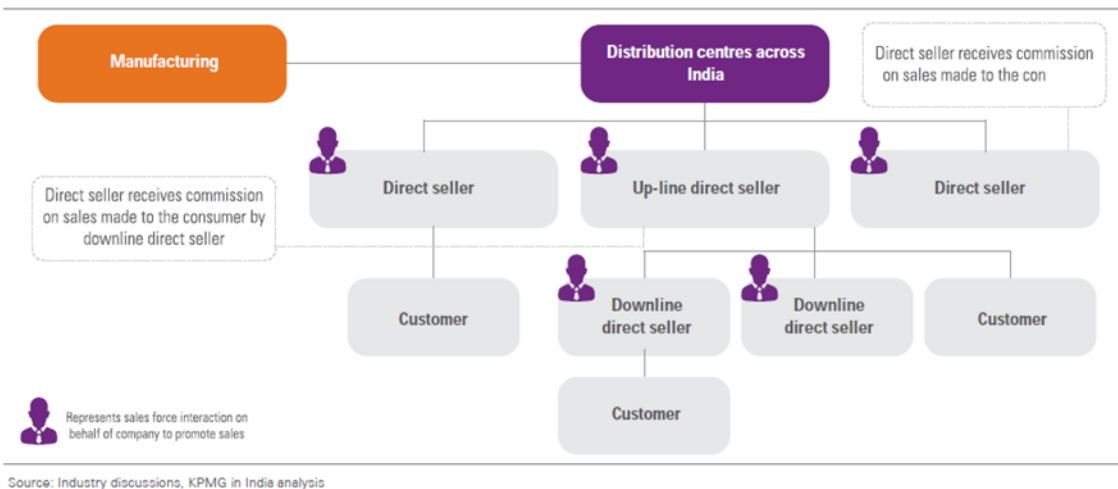 Manufacturing
Distribution centres across
India
Direct seller receives commission
on sales made to the con
Direct seller
Up-line direct seller
Direct seller
Direct seller receives commission
on sales made to the consumer by
downline direct seller
Customer
Downline
direct seller
Downline
direct seller
Customer
Customer
Represents sales force interaction on
behalf of company to promote sales
Source: Industry discussions, KPMG in India analysis